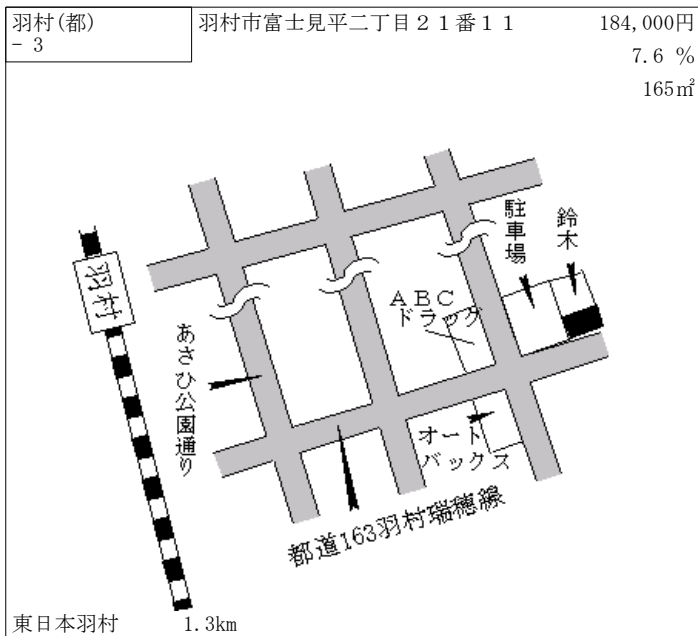 羽村(都)
- 3
羽村市富士見平二丁目２１番１１
184,000円
7.6 %
165㎡
羽村
駐車場
鈴木
ＡＢＣ
ドラッグ
あさひ公園通り
オート
バックス
都道163羽村瑞穂線
東日本羽村
1.3km